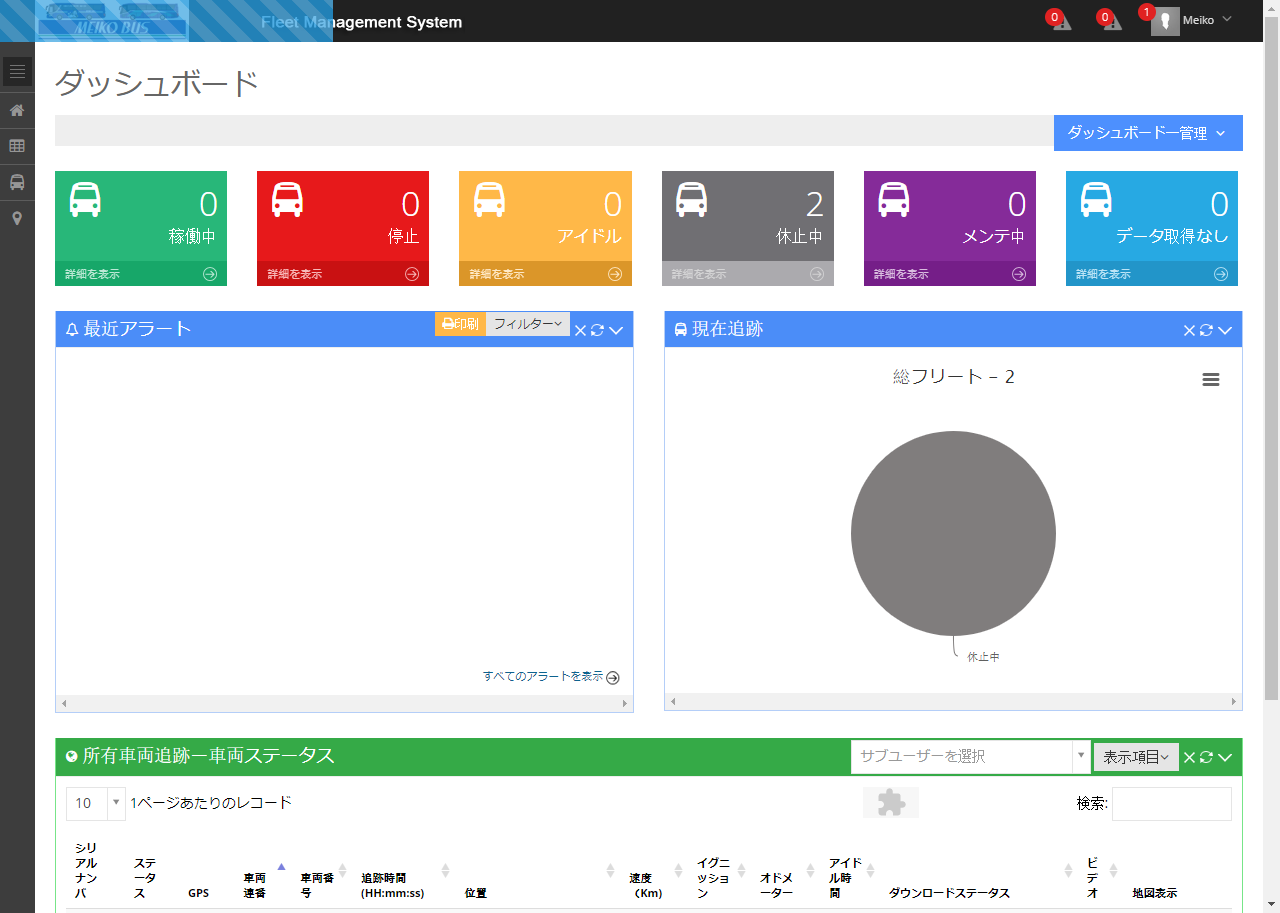 MEIKO BUS
Fleet Management System
0
0
1
Meiko
ダッシュボード
ダッシュボードー管理
0
稼働中
詳細を表示
0
停止
詳細を表示
0
アイドル
詳細を表示
2
休止中
詳細を表示
0
メンテ中
詳細を表示
0
データ取得なし
詳細を表示
最近アラート
印刷
フィルター
すべてのアラートを表示
現在追跡
総フリート – 2
休止中
所有車両追跡ー車両ステータス
サブユーザーを選択
表示項目
10
1ページあたりのレコード
検索:
シリ
アル
ナン
バ
ステ
ータ
ス
GPS
車両
連番
車両番
号
追跡時間
(HH:mm:ss)
位置
速度
（Km)
イグニ
ッショ
ン
オドメ
ーター
アイド
ル時
間
ダウンロードステータス
ビ
デ
オ
地図表示